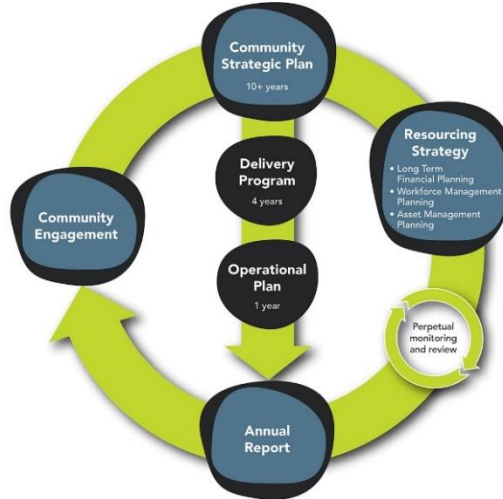 Community
Strategic Plan
10+ years
Resourcing
Strategy
• Long Term
Financial Planning
• Workforce Management
Planning
• Asset Management
Planning
Delivery
Program
4 years
Community
Engagement
Operational
Plan
1 year
Perpetual
monitoring
and review
Annual
Report